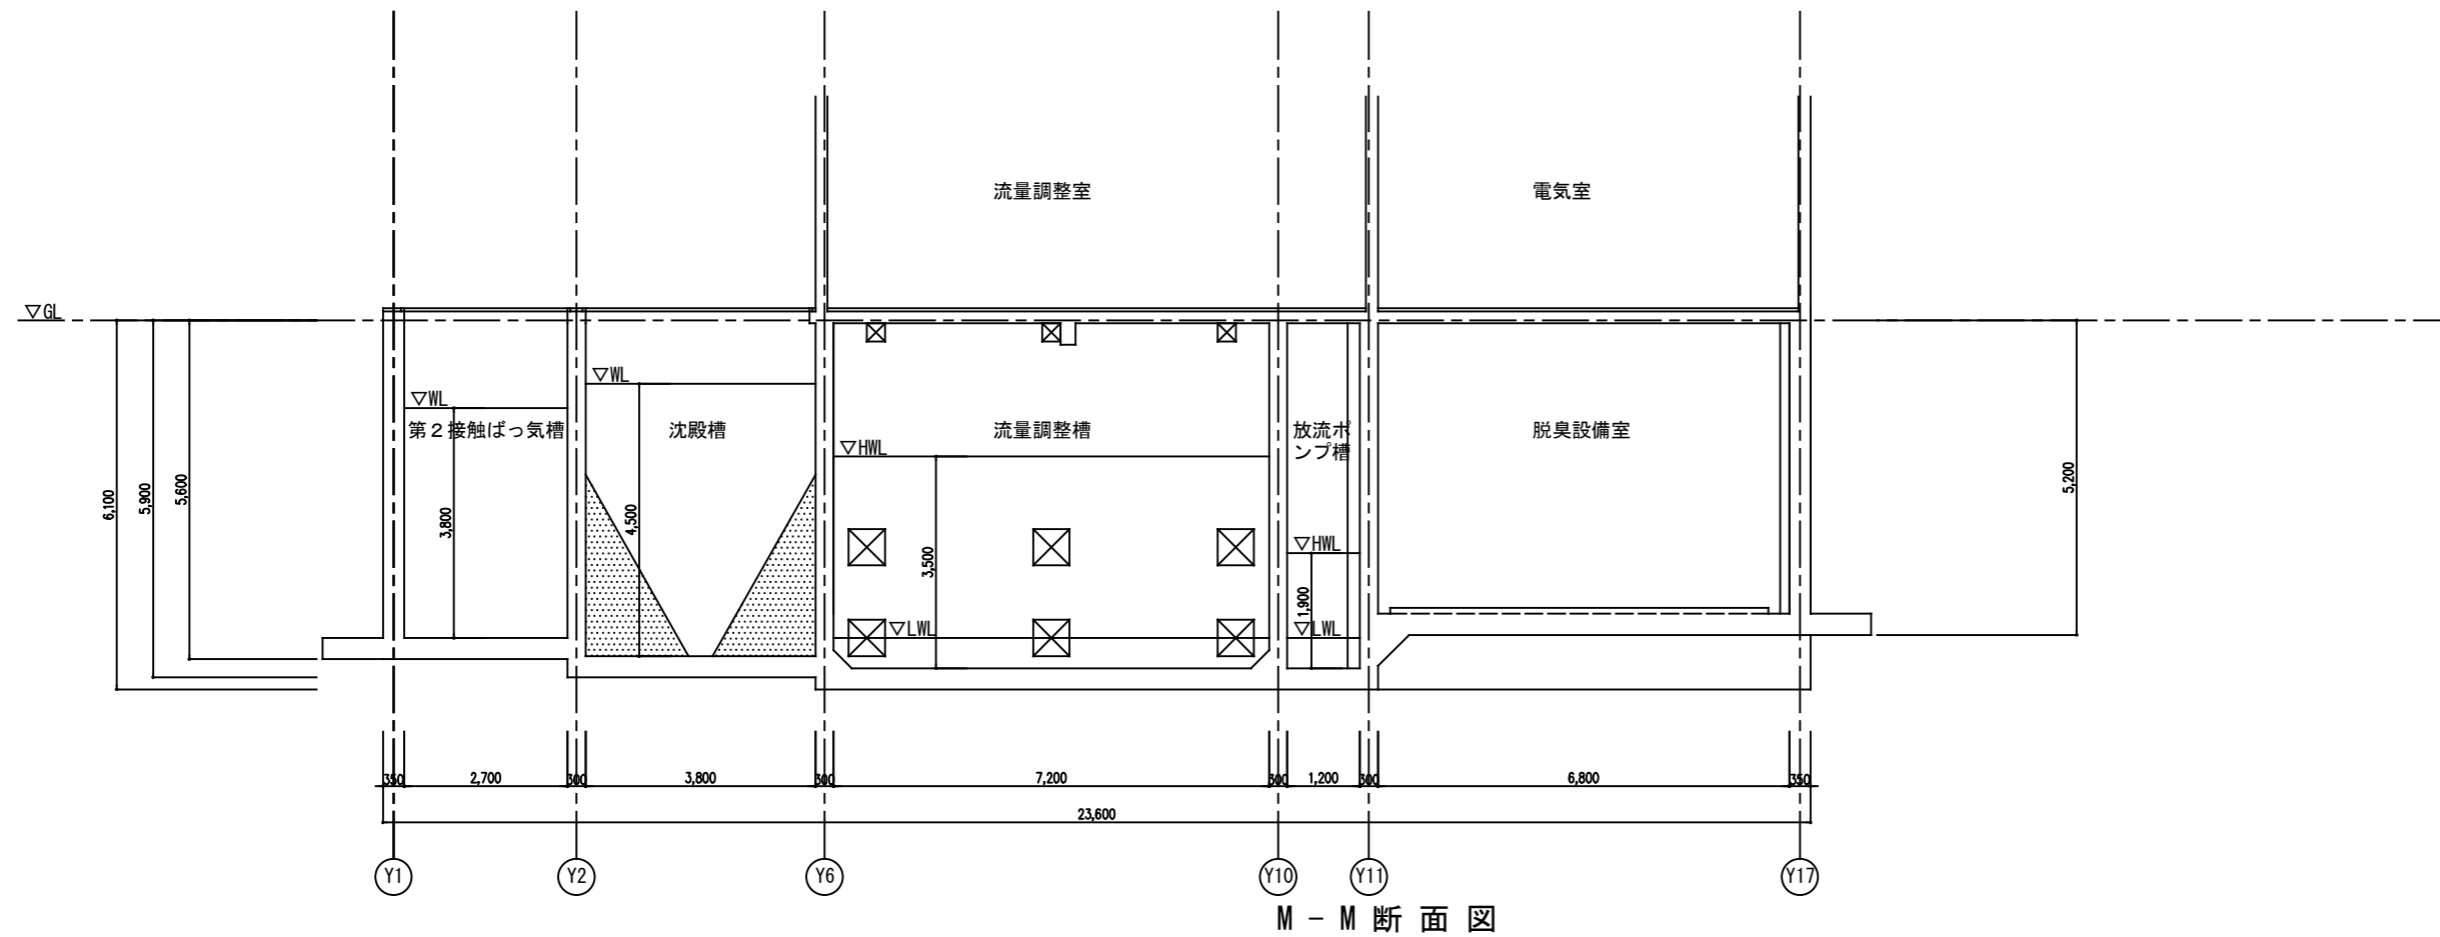 流量調整室
電気室
▽GL
▽WL
▽WL
第２接触ばっ気槽
沈殿槽
流量調整槽
放流ポ
ンプ槽
脱臭設備室
▽HWL
▽HWL
▽LWL
▽LWL
6,100
5,900
5,600
3,800
4,500
3,500
1,900
5,200
350
2,700
300
3,800
300
7,200
300
1,200
300
6,800
350
23,600
Y1
Y2
Y6
Y10
Y11
Y17
M－M断面図